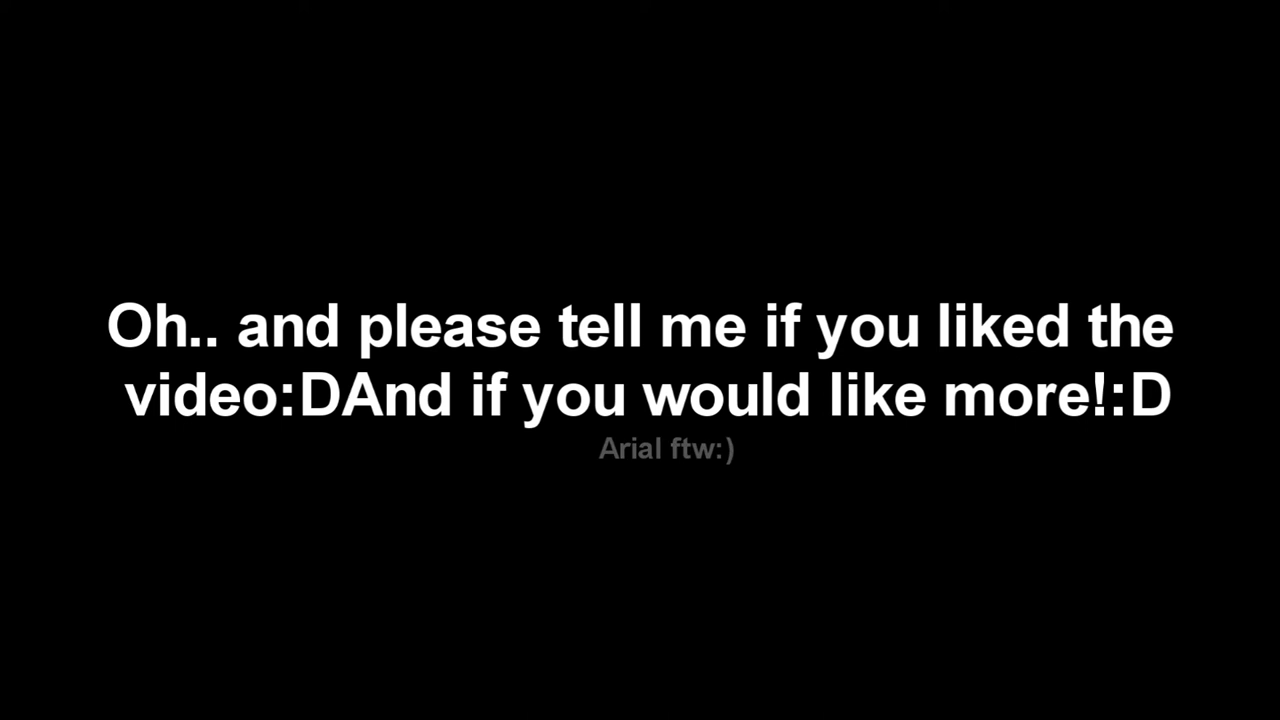 Oh.. and please tell me if you liked the
video:DAnd if you would like more!:D
Arial ftw:)